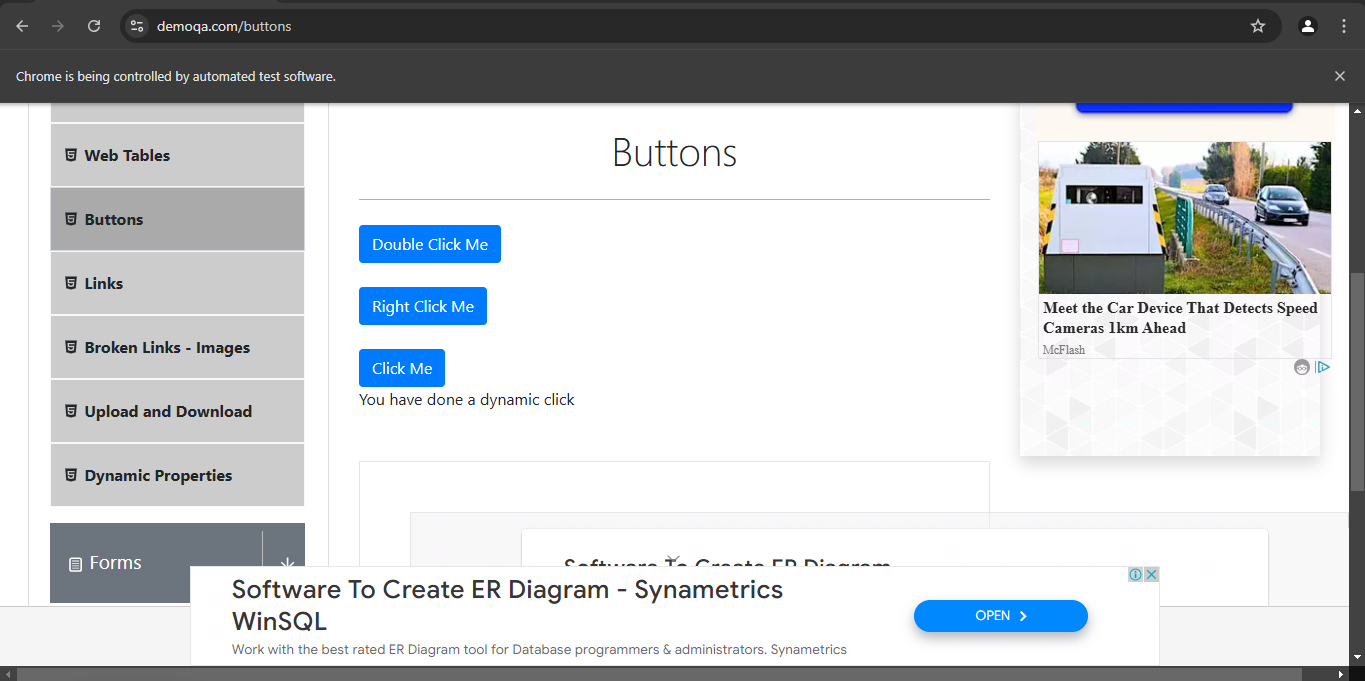 demoqa.com/buttons
Chrome is being controlled by automated test software.
Web Tables
Buttons
Links
Broken Links - Images
Upload and Download
Dynamic Properties
Forms
Buttons
Double Click Me
Right Click Me
Click Me
You have done a dynamic click
Meet the Car Device That Detects Speed
Cameras 1km Ahead
McFlash
Software To Create ER Diagram
Software To Create ER Diagram - Synametrics
WinSQL
Work with the best rated ER Diagram tool for Database programmers & administrators. Synametrics
OPEN